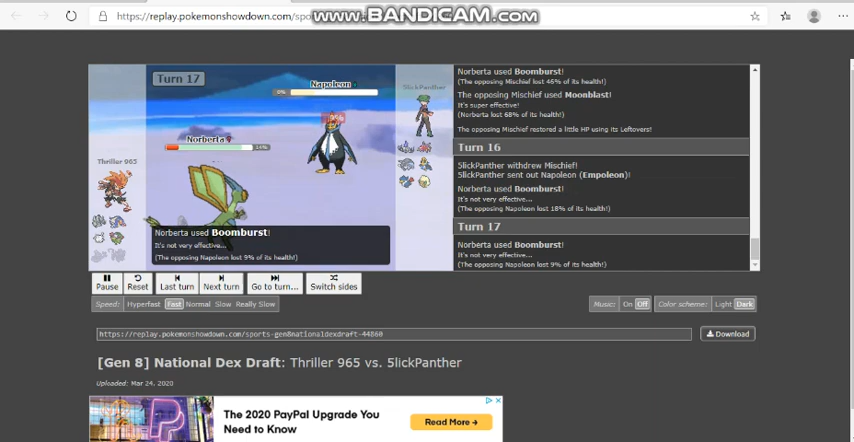 https://replay.pokemonshowdown.com/spo
www.BANDICAM.com
Turn 17
Napoleon
0%
Norberta
14%
Thriller 965
5lickPanther
Norberta used Boomburst!
It's not very effective...
(The opposing Napoleon lost 9% of its health!)
Norberta used Boomburst!
(The opposing Mischief lost 46% of its health!)
The opposing Mischief used Moonblast!
It's super effective!
(Norberta lost 68% of its health!)
The opposing Mischief restored a little HP using its Leftovers!
Turn 16
5lickPanther withdrew Mischief!
5lickPanther sent out Napoleon (Empoleon)!
Norberta used Boomburst!
It's not very effective...
(The opposing Napoleon lost 18% of its health!)
Turn 17
Norberta used Boomburst!
It's not very effective...
(The opposing Napoleon lost 9% of its health!)
Pause
Reset
Last turn
Next turn
Go to turn...
Switch sides
Speed: Hyperfast Fast Normal Slow Really Slow
Music: On Off
Color scheme: Light Dark
https://replay.pokemonshowdown.com/sports-gen8nationaldexdraft-44860
Download
[Gen 8] National Dex Draft: Thriller 965 vs. 5lickPanther
Uploaded: Mar 24, 2020
The 2020 PayPal Upgrade You
Need to Know
Read More →